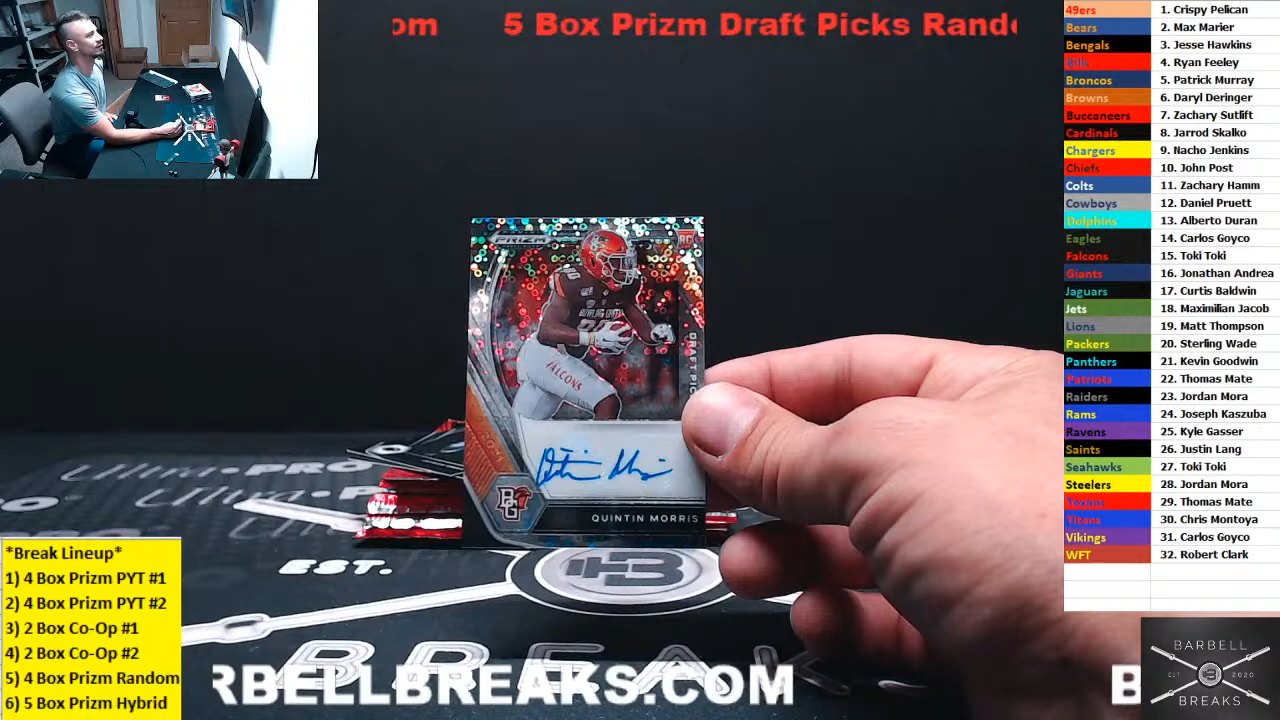 om 5 Box Prizm Draft Picks Rand
49ers 1. Crispy Pelican
Bears 2. Max Marier
Bengals 3. Jesse Hawkins
Bills 4. Ryan Feeley
Broncos 5. Patrick Murray
Browns 6. Daryl Deringer
Buccaneers 7. Zachary Sutlift
Cardinals 8. Jarrod Skalko
Chargers 9. Nacho Jenkins
Chiefs 10. John Post
Colts 11. Zachary Hamm
Cowboys 12. Daniel Pruett
Dolphins 13. Alberto Duran
Eagles 14. Carlos Goyco
Falcons 15. Toki Toki
Giants 16. Jonathan Andrea
Jaguars 17. Curtis Baldwin
Jets 18. Maximilian Jacob
Lions 19. Matt Thompson
Packers 20. Sterling Wade
Panthers 21. Kevin Goodwin
Patriots 22. Thomas Mate
Raiders 23. Jordan Mora
Rams 24. Joseph Kaszuba
Ravens 25. Kyle Gasser
Saints 26. Justin Lang
Seahawks 27. Toki Toki
Steelers 28. Jordan Mora
Texans 29. Thomas Mate
Titans 30. Chris Montoya
Vikings 31. Carlos Goyco
WFT 32. Robert Clark
PRIZM
RC
BOWLING GREEN
FALCONS
DRAFT PIC
BG
QUINTIN MORRIS
EST.
B
BREAK
*Break Lineup*
1) 4 Box Prizm PYT #1
2) 4 Box Prizm PYT #2
3) 2 Box Co-Op #1
4) 2 Box Co-Op #2
5) 4 Box Prizm Random
6) 5 Box Prizm Hybrid
RBELLBREAKS.COM B
BARBELL
EST B 2020
BREAKS